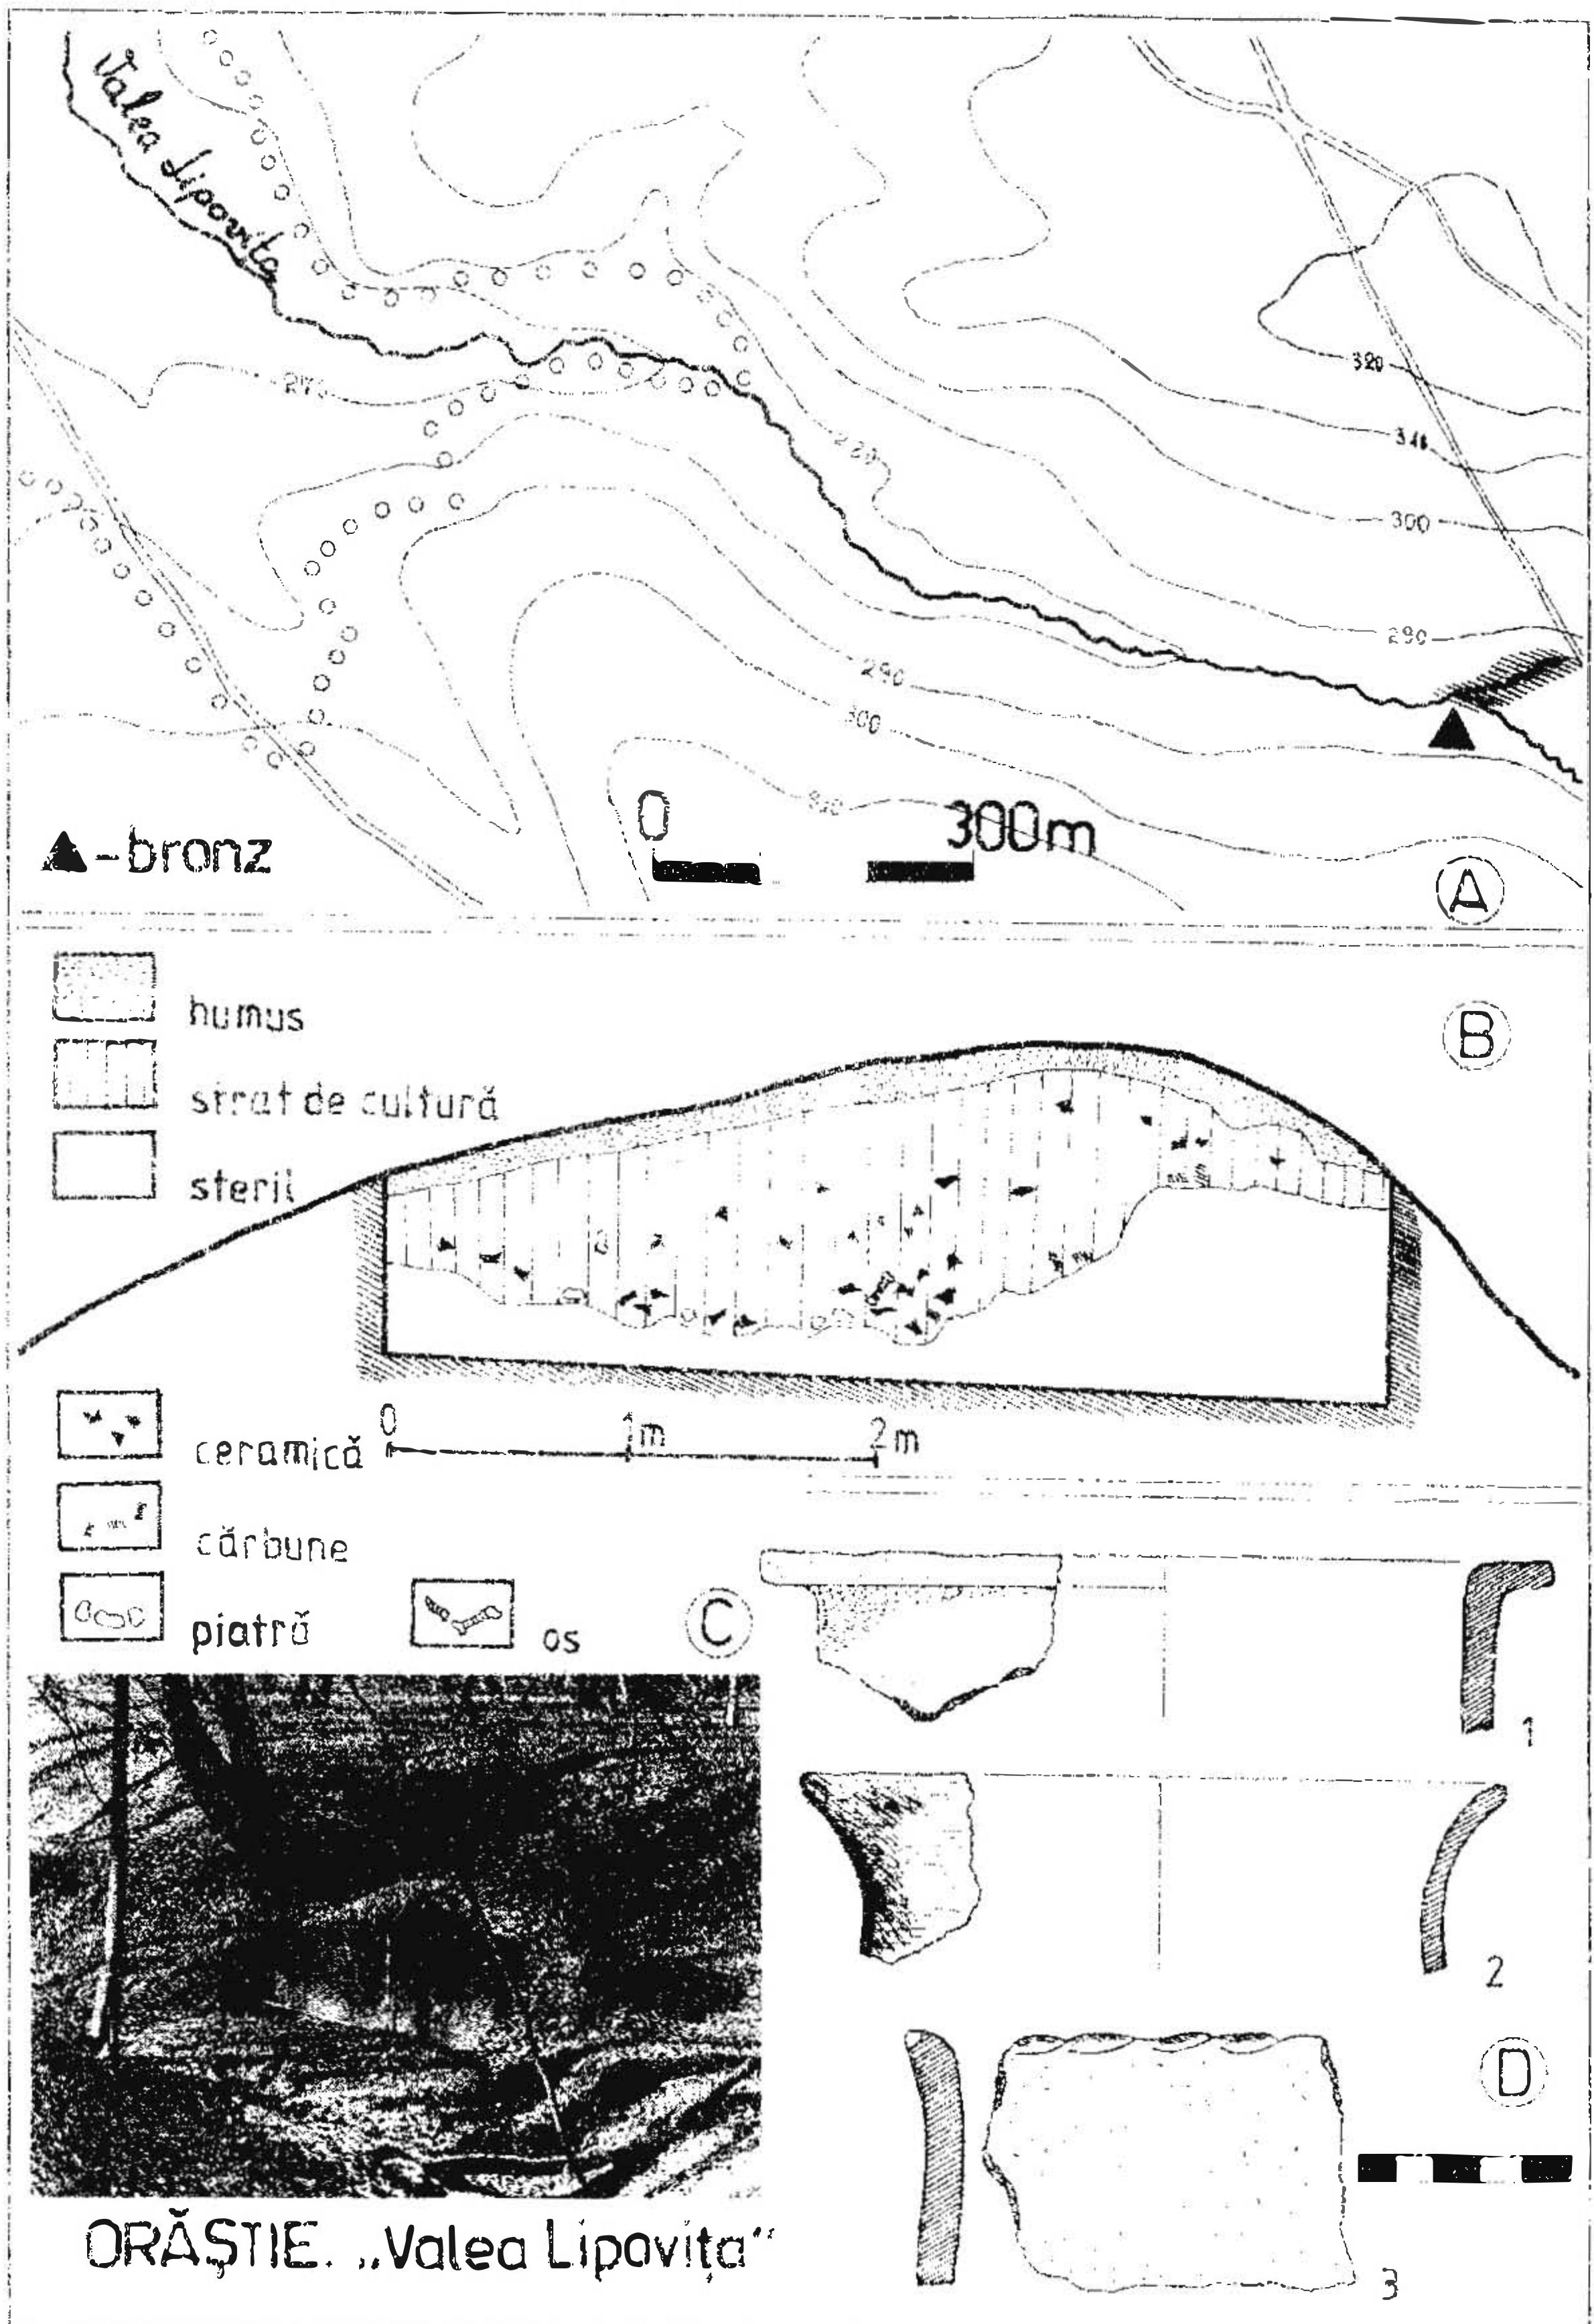 Valea Lipovița
320
300
290
290
300
▲-bronz
0 300m
A
humus
strat de cultură
steril
B
ceramică
cărbune
piatră
os
0 1m 2m
C
1
2
3
D
ORĂȘTIE. „Valea Lipovița“